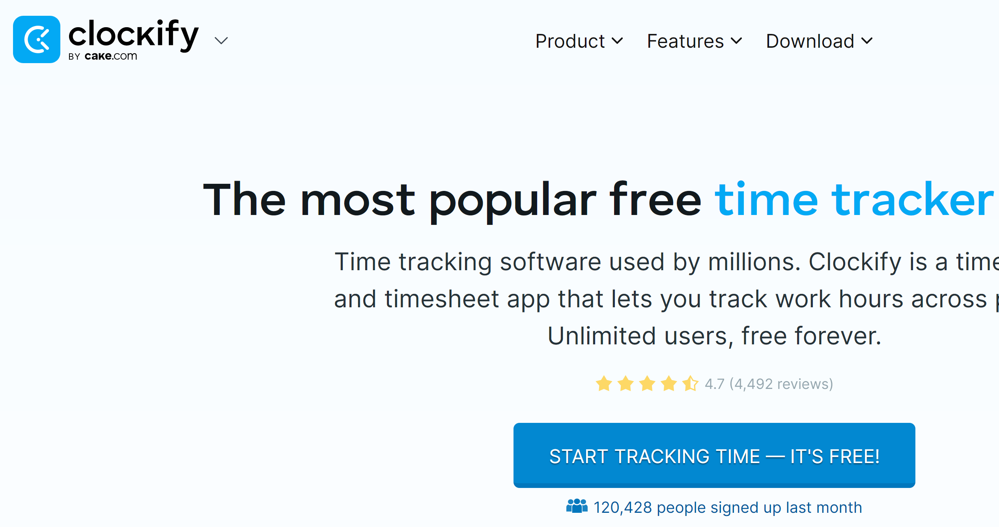 clockify
BY cake.com
Product
Features
Download
The most popular free time tracker
Time tracking software used by millions. Clockify is a time
and timesheet app that lets you track work hours across
Unlimited users, free forever.
4.7 (4,492 reviews)
START TRACKING TIME — IT'S FREE!
120,428 people signed up last month